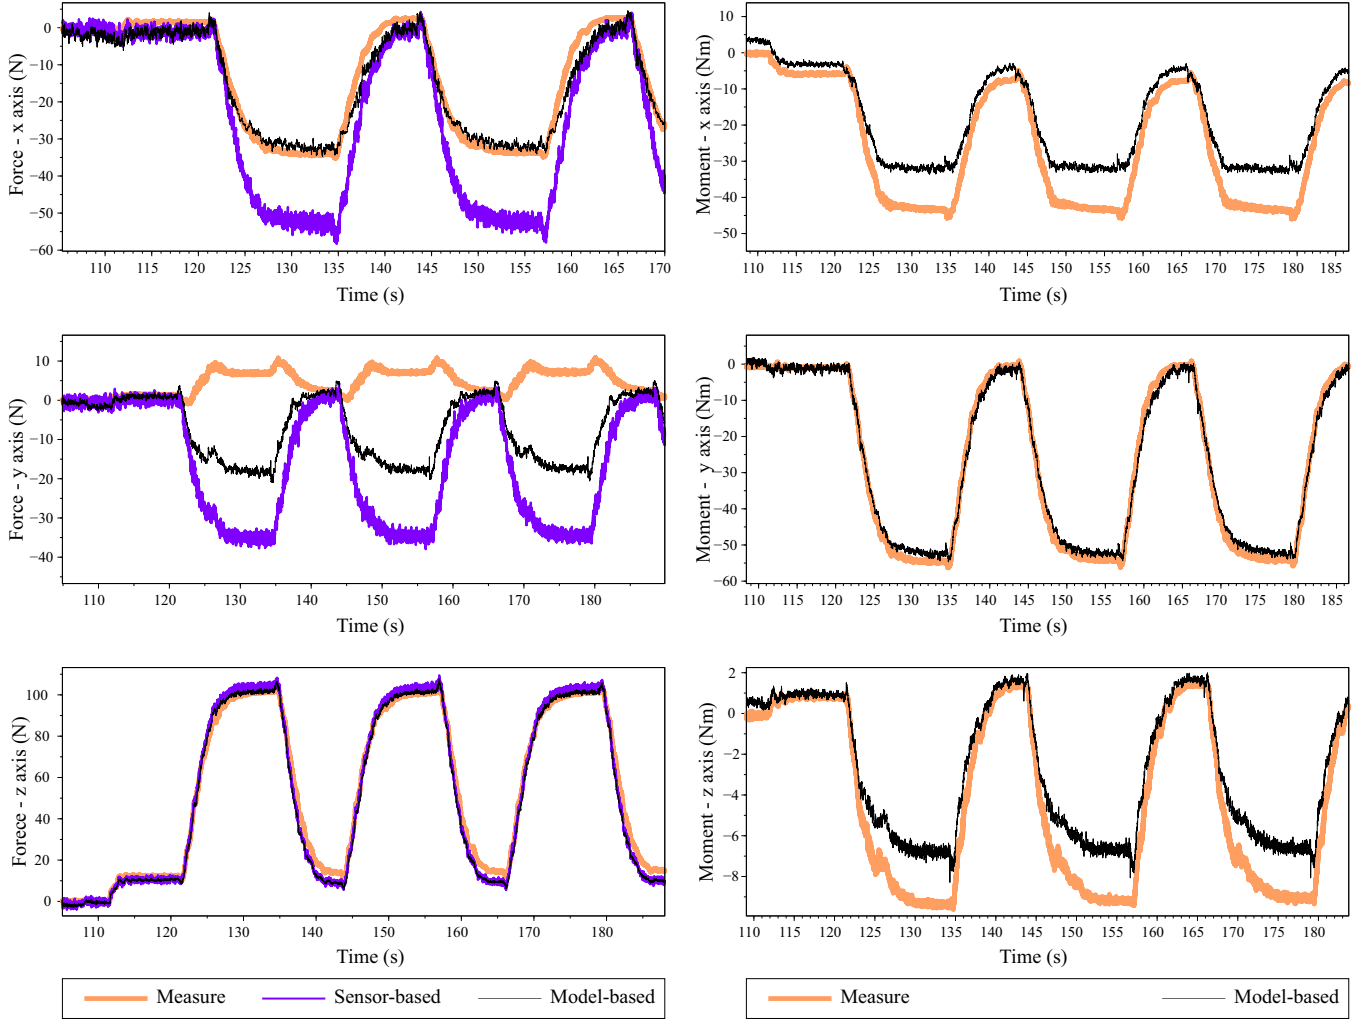 Force - x axis (N)
0
−10
−20
−30
−40
−50
−60
110 115 120 125 130 135 140 145 150 155 160 165 170
Time (s)
Moment - x axis (Nm)
10
0
−10
−20
−30
−40
−50
110 115 120 125 130 135 140 145 150 155 160 165 170 175 180 185
Time (s)
Force - y axis (N)
10
0
−10
−20
−30
−40
110 120 130 140 150 160 170 180
Time (s)
Moment - y axis (Nm)
0
−10
−20
−30
−40
−50
−60
110 115 120 125 130 135 140 145 150 155 160 165 170 175 180 185
Time (s)
Forece - z axis (N)
100
80
60
40
20
0
110 120 130 140 150 160 170 180
Time (s)
Moment - z axis (Nm)
2
0
−2
−4
−6
−8
110 115 120 125 130 135 140 145 150 155 160 165 170 175 180
Time (s)
Measure Sensor-based Model-based
Measure Model-based